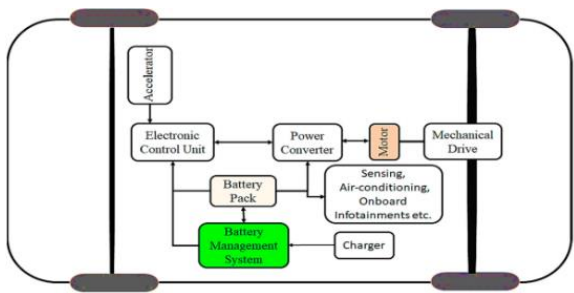 Accelerator
Electronic
Control Unit
Power
Converter
Motor
Mechanical
Drive
Sensing,
Air-conditioning,
Onboard
Infotainments etc.
Battery
Pack
Battery
Management
System
Charger